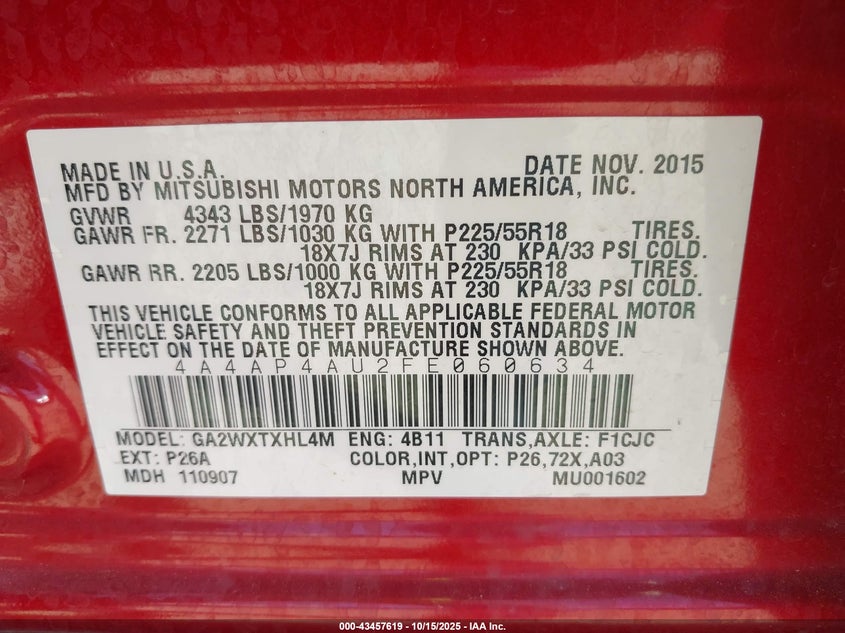 MADE IN U.S.A. DATE NOV. 2015
MFD BY MITSUBISHI MOTORS NORTH AMERICA, INC.
GVWR 4343 LBS/1970 KG
GAWR FR. 2271 LBS/1030 KG WITH P225/55R18 TIRES.
18X7J RIMS AT 230 KPA/33 PSI COLD.
GAWR RR. 2205 LBS/1000 KG WITH P225/55R18 TIRES.
18X7J RIMS AT 230 KPA/33 PSI COLD.
THIS VEHICLE CONFORMS TO ALL APPLICABLE FEDERAL MOTOR
VEHICLE SAFETY AND THEFT PREVENTION STANDARDS IN
EFFECT ON THE DATE OF MANUFACTURE SHOWN ABOVE.
4A4AP4AU2FE060634
MODEL: GA2WXTXHL4M ENG: 4B11 TRANS,AXLE: F1CJC
EXT: P26A COLOR,INT,OPT: P26,72X,A03
MDH 110907 MPV MU001602
000-43457619 - 10/15/2025 - IAA Inc.